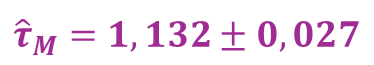 τ̂_M = 1,132 ± 0,027